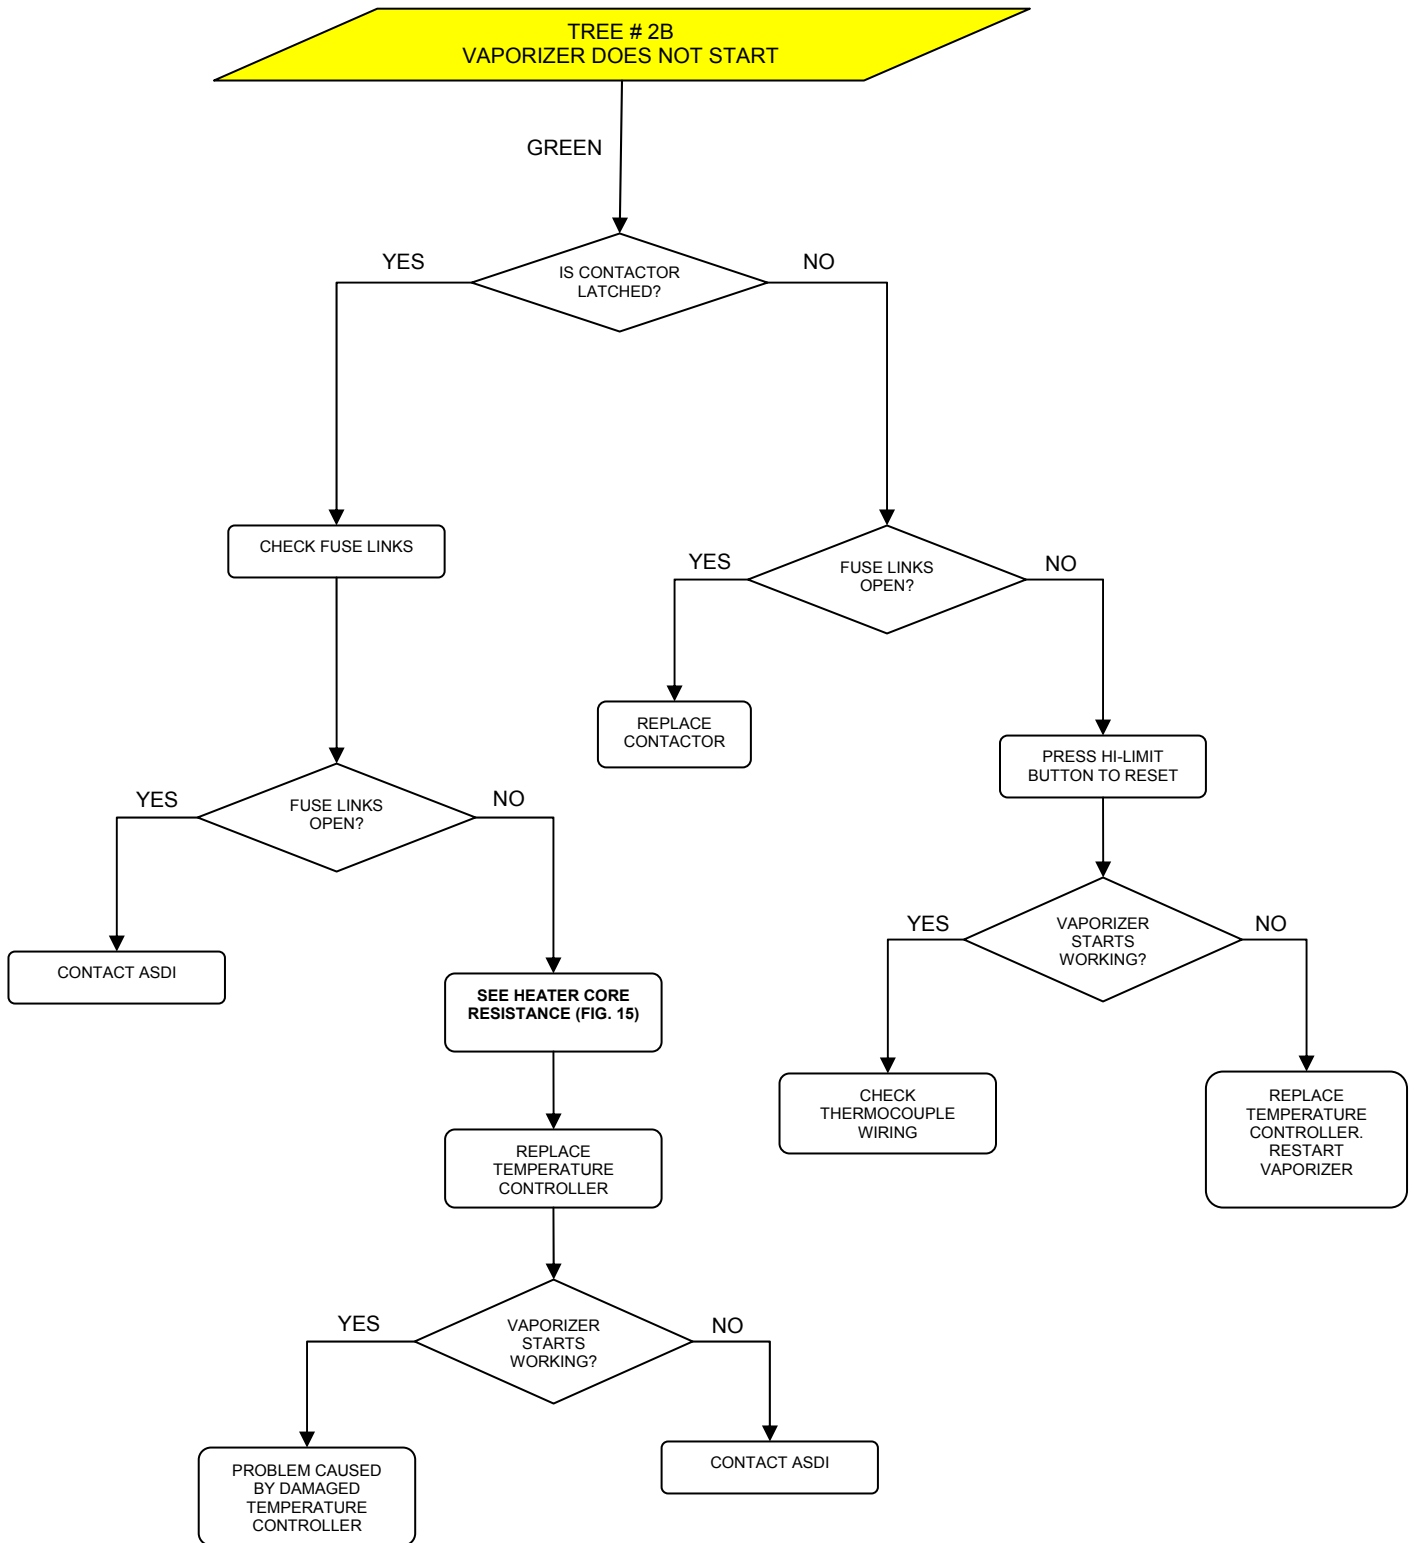 TREE # 2B
VAPORIZER DOES NOT START
GREEN
YES
IS CONTACTOR
LATCHED?
NO
CHECK FUSE LINKS
YES
FUSE LINKS
OPEN?
NO
REPLACE
CONTACTOR
PRESS HI-LIMIT
BUTTON TO RESET
YES
FUSE LINKS
OPEN?
NO
CONTACT ASDI
SEE HEATER CORE
RESISTANCE (FIG. 15)
YES
VAPORIZER
STARTS
WORKING?
NO
CHECK
THERMOCOUPLE
WIRING
REPLACE
TEMPERATURE
CONTROLLER.
RESTART
VAPORIZER
REPLACE
TEMPERATURE
CONTROLLER
YES
VAPORIZER
STARTS
WORKING?
NO
PROBLEM CAUSED
BY DAMAGED
TEMPERATURE
CONTROLLER
CONTACT ASDI